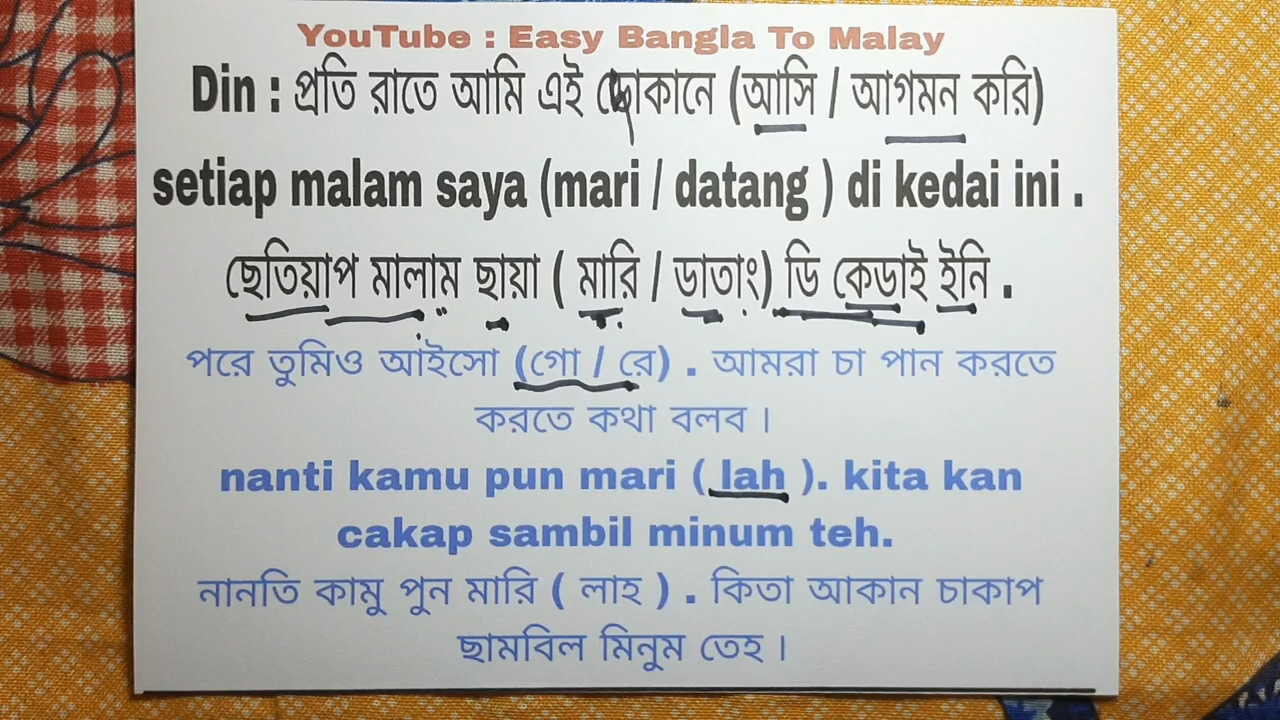 YouTube : Easy Bangla To Malay
Din : প্রতি রাতে আমি এই দোকানে (আসি / আগমন করি)
setiap malam saya (mari / datang ) di kedai ini .
ছেতিয়াপ মালাম ছায়া ( মারি / ডাতাং) ডি কেডাই ইনি .
পরে তুমিও আইসো (গো / রে) . আমরা চা পান করতে
করতে কথা বলব ।
nanti kamu pun mari ( lah ). kita kan
cakap sambil minum teh.
নানতি কামু পুন মারি ( লাহ ) . কিতা আকান চাকাপ
ছামবিল মিনুম তেহ ।